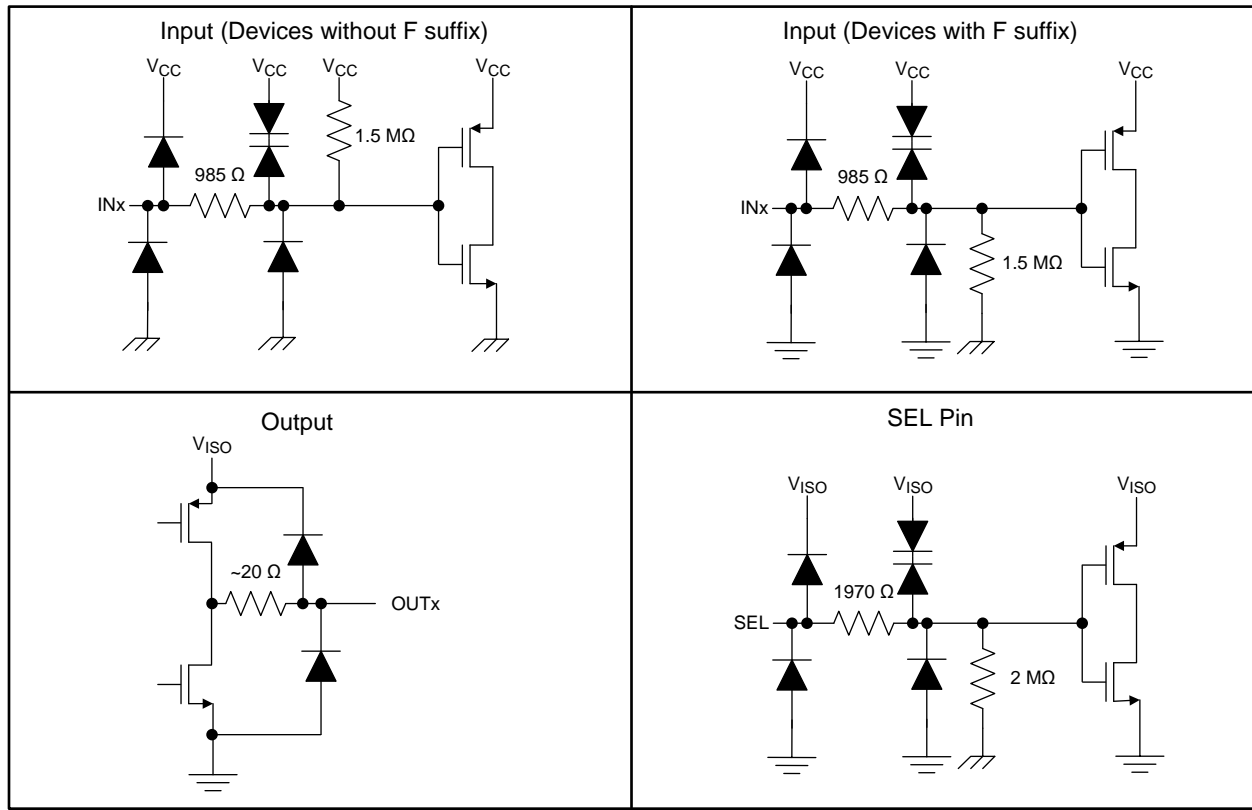 Input (Devices without F suffix)
VCC
VCC
VCC
VCC
1.5 MΩ
985 Ω
INx
Input (Devices with F suffix)
VCC
VCC
VCC
985 Ω
INx
1.5 MΩ
Output
VISO
~20 Ω
OUTx
SEL Pin
VISO
VISO
VISO
1970 Ω
SEL
2 MΩ